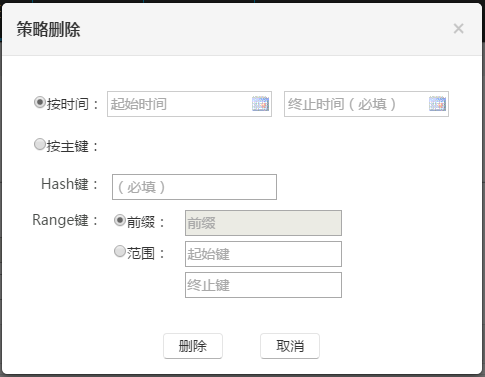 策略删除 ×
按时间： 起始时间 终止时间（必填）
按主键：
Hash键： （必填）
Range键： 前缀： 前缀
范围： 起始键
终止键
删除 取消